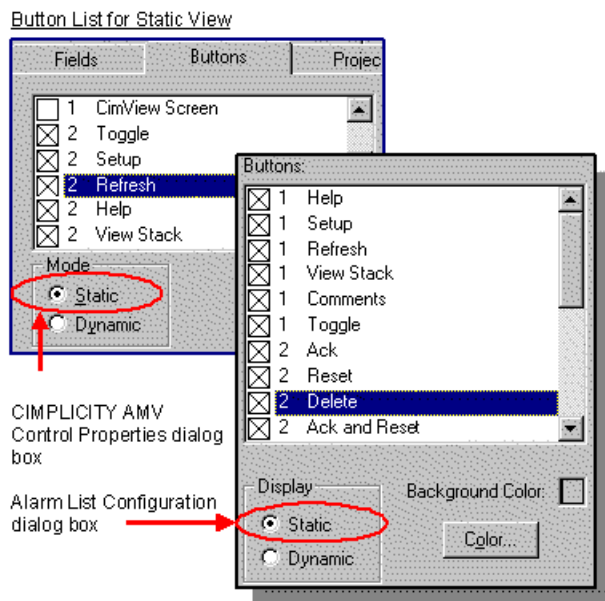 Button List for Static View
Fields
Buttons
Projec
1 CimView Screen
2 Toggle
2 Setup
2 Refresh
2 Help
2 View Stack
Mode
Static
Dynamic
Buttons:
1 Help
1 Setup
1 Refresh
1 View Stack
1 Comments
1 Toggle
2 Ack
2 Reset
2 Delete
2 Ack and Reset
Display
Static
Dynamic
Background Color:
Color...
CIMPLICITY AMV
Control Properties dialog
box
Alarm List Configuration
dialog box